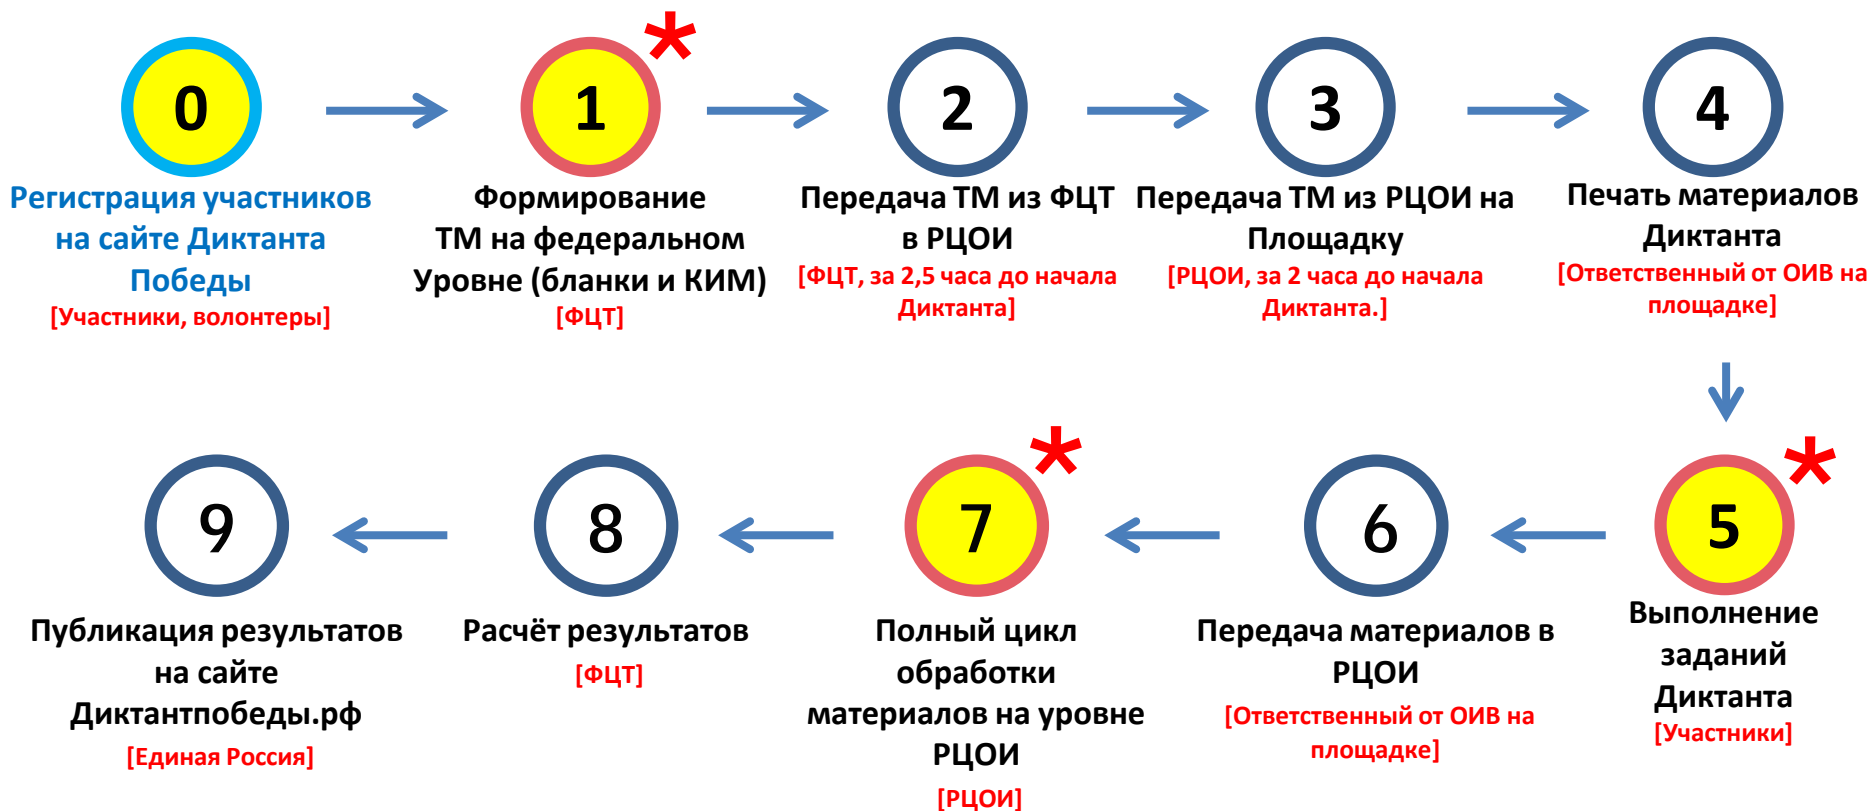 0
Регистрация участников
на сайте Диктанта
Победы
[Участники, волонтеры]
*
1
Формирование
ТМ на федеральном
Уровне (бланки и КИМ)
[ФЦТ]
2
Передача ТМ из ФЦТ
в РЦОИ
[ФЦТ, за 2,5 часа до начала
Диктанта]
3
Передача ТМ из РЦОИ на
Площадку
[РЦОИ, за 2 часа до начала
Диктанта.]
4
Печать материалов
Диктанта
[Ответственный от ОИВ на
площадке]
*
5
Выполнение
заданий
Диктанта
[Участники]
6
Передача материалов в
РЦОИ
[Ответственный от ОИВ на
площадке]
*
7
Полный цикл
обработки
материалов на уровне
РЦОИ
[РЦОИ]
8
Расчёт результатов
[ФЦТ]
9
Публикация результатов
на сайте
Диктантпобеды.рф
[Единая Россия]